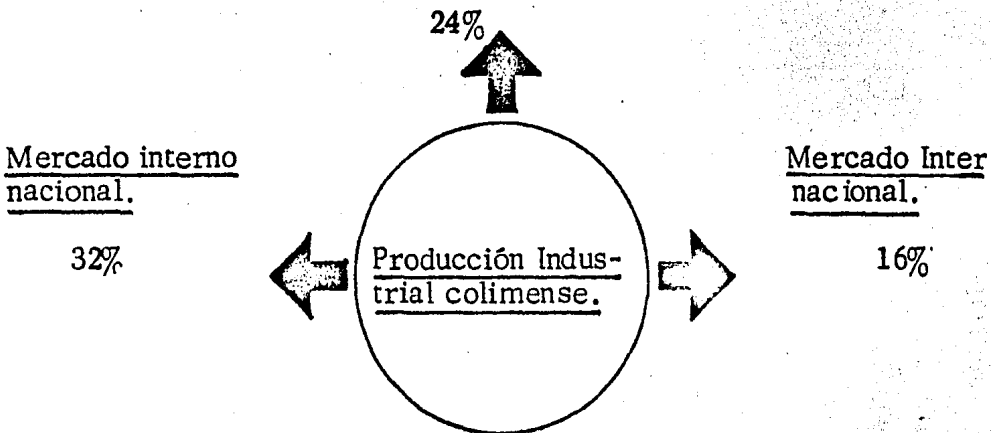 24%
Mercado interno
nacional.
32%
Producción Indus-
trial colimense.
Mercado Inter
nacional.
16%